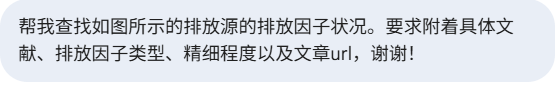 帮我查找如图所示的排放源的排放因子状况。要求附着具体文
献、排放因子类型、精细程度以及文章url，谢谢！